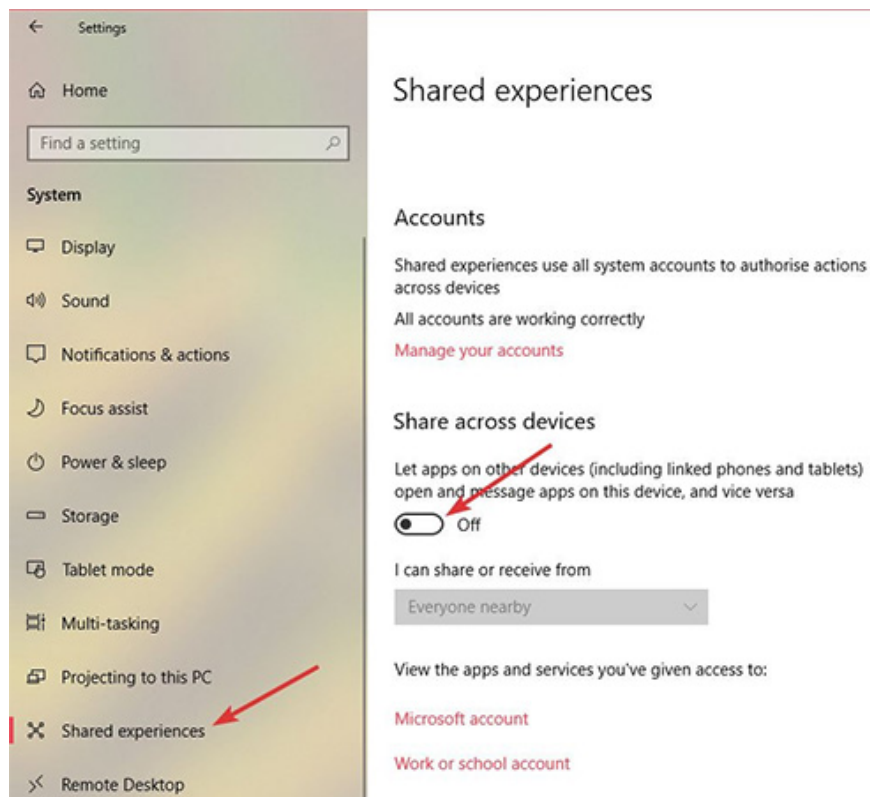 Settings
Home
Find a setting
System
Display
Sound
Notifications & actions
Focus assist
Power & sleep
Storage
Tablet mode
Multi-tasking
Projecting to this PC
Shared experiences
Remote Desktop
Shared experiences
Accounts
Shared experiences use all system accounts to authorise actions
across devices
All accounts are working correctly
Manage your accounts
Share across devices
Let apps on other devices (including linked phones and tablets)
open and message apps on this device, and vice versa
Off
I can share or receive from
Everyone nearby
View the apps and services you've given access to:
Microsoft account
Work or school account